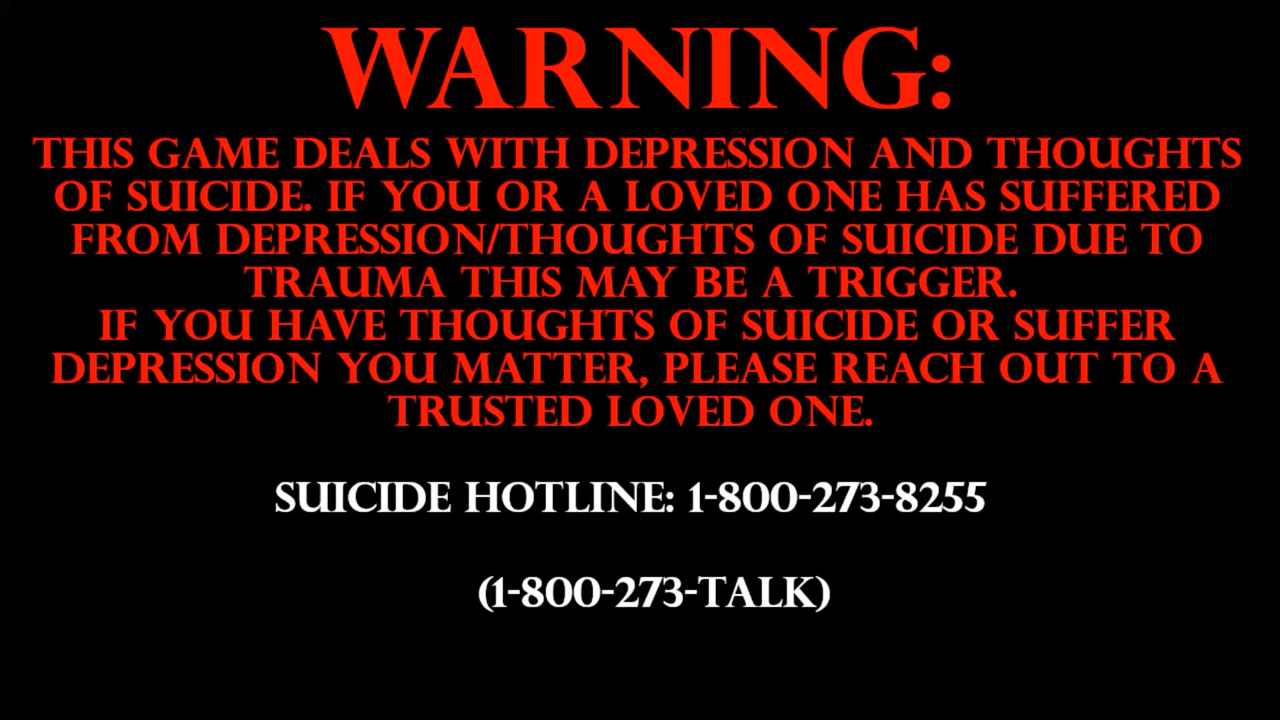 WARNING:
THIS GAME DEALS WITH DEPRESSION AND THOUGHTS
OF SUICIDE. IF YOU OR A LOVED ONE HAS SUFFERED
FROM DEPRESSION/THOUGHTS OF SUICIDE DUE TO
TRAUMA THIS MAY BE A TRIGGER.
IF YOU HAVE THOUGHTS OF SUICIDE OR SUFFER
DEPRESSION YOU MATTER, PLEASE REACH OUT TO A
TRUSTED LOVED ONE.
SUICIDE HOTLINE: 1-800-273-8255
(1-800-273-TALK)